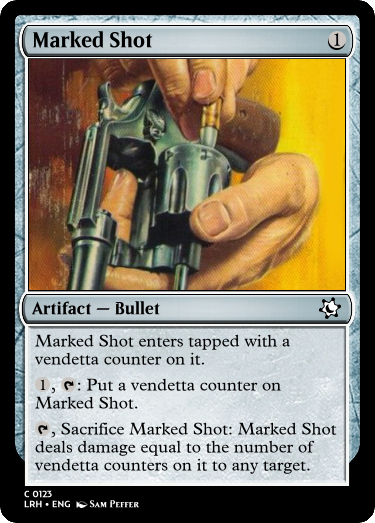 Marked Shot 1
Artifact — Bullet
Marked Shot enters tapped with a
vendetta counter on it.
1, : Put a vendetta counter on
Marked Shot.
, Sacrifice Marked Shot: Marked Shot
deals damage equal to the number of
vendetta counters on it to any target.
C 0123
LRH • ENG Sam Peffer